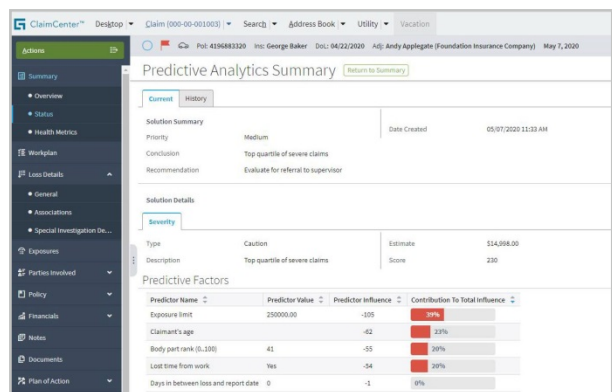 ClaimCenter™ Desktop Claim (000-00-001003) Search Address Book Utility Vacation
Actions
Pol: 4196883320 Ins: George Baker DoL: 04/22/2020 Adj: Andy Applegate (Foundation Insurance Company) May 7, 2020
Summary
Overview
Status
Health Metrics
Workplan
Loss Details
General
Associations
Special Investigation De...
Exposures
Parties Involved
Policy
Financials
Notes
Documents
Plan of Action
Predictive Analytics Summary Return to Summary
Current History
Solution Summary
Priority Medium
Date Created 05/07/2020 11:33 AM
Conclusion Top quartile of severe claims
Recommendation Evaluate for referral to supervisor
Solution Details
Severity
Type Caution Estimate $14,998.00
Description Top quartile of severe claims Score 230
Predictive Factors
Predictor Name Predictor Value Predictor Influence Contribution To Total Influence
Exposure limit 250000.00 -105 39%
Claimant's age -62 23%
Body part rank (0..100) 41 -55 20%
Lost time from work Yes -54 20%
Days in between loss and report date 0 -1 0%